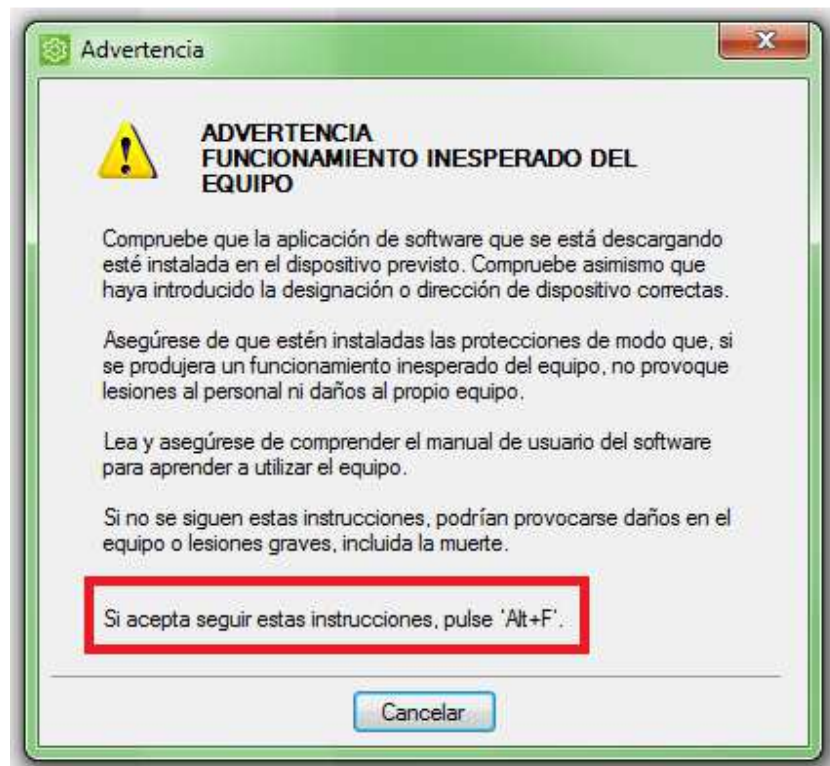 Advertencia
ADVERTENCIA
FUNCIONAMIENTO INESPERADO DEL
EQUIPO
Compruebe que la aplicación de software que se está descargando
esté instalada en el dispositivo previsto. Compruebe asimismo que
haya introducido la designación o dirección de dispositivo correctas.
Asegúrese de que estén instaladas las protecciones de modo que, si
se produjera un funcionamiento inesperado del equipo, no provoque
lesiones al personal ni daños al propio equipo.
Lea y asegúrese de comprender el manual de usuario del software
para aprender a utilizar el equipo.
Si no se siguen estas instrucciones, podrían provocarse daños en el
equipo o lesiones graves, incluida la muerte.
Si acepta seguir estas instrucciones, pulse 'Alt+F'.
Cancelar